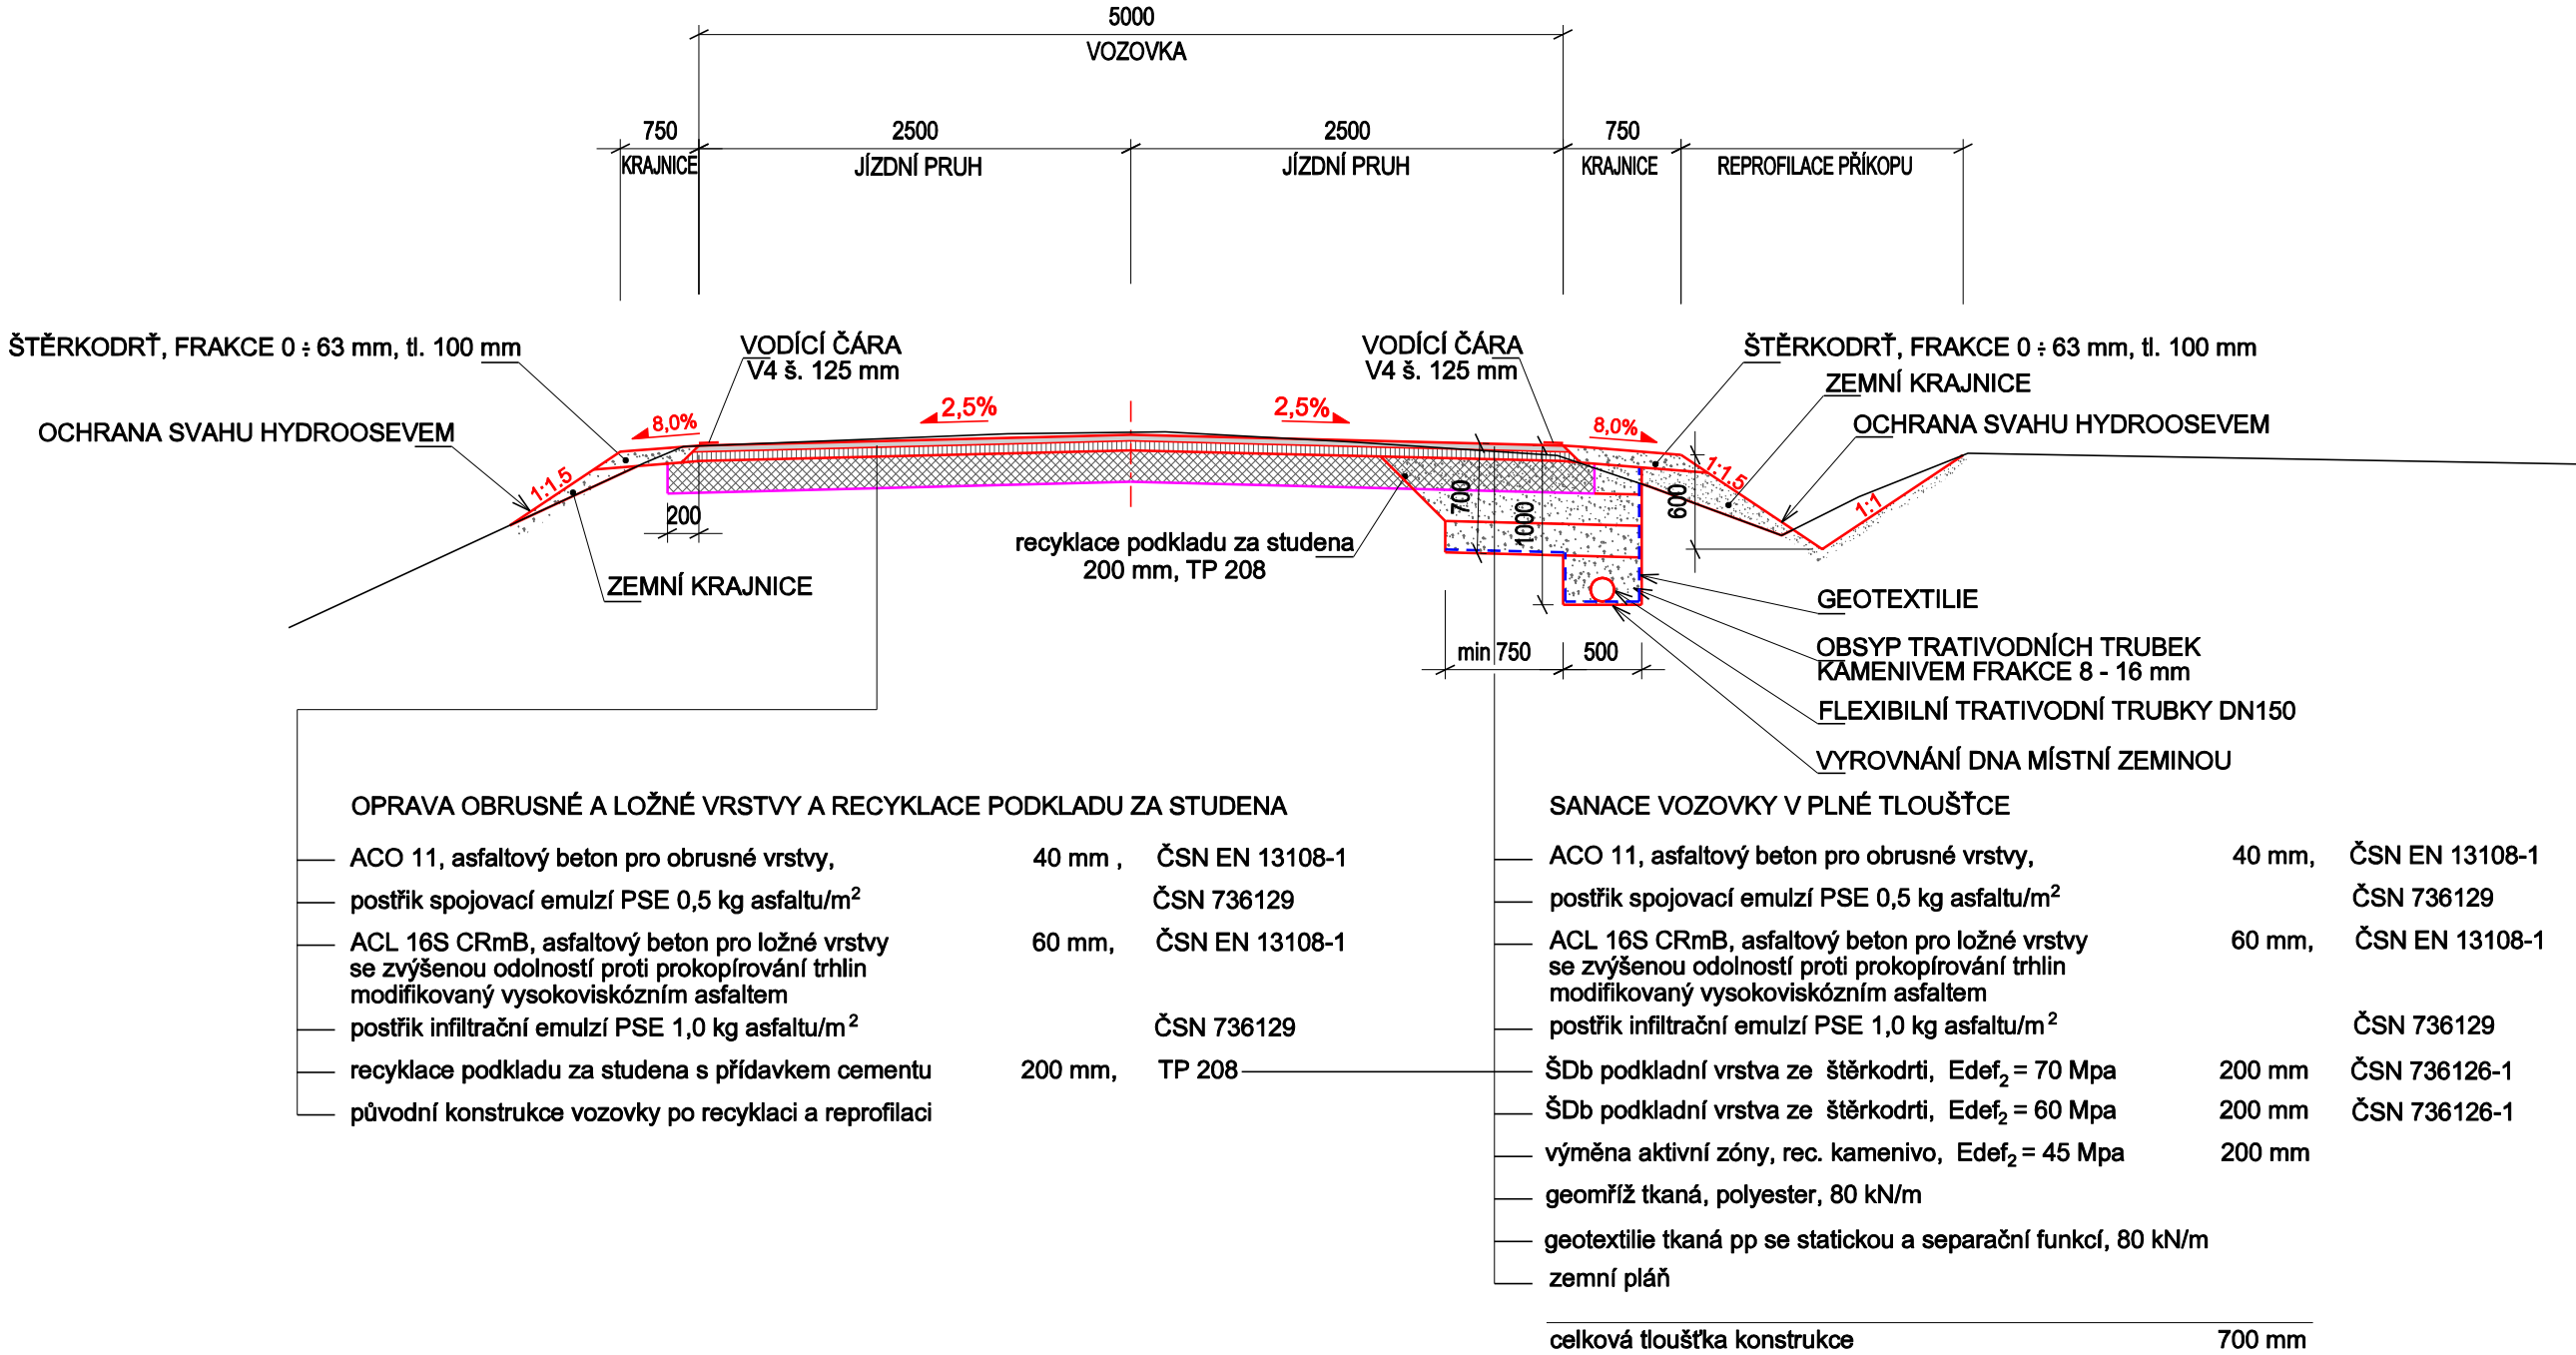 5000
VOZOVKA
750
2500
2500
750
KRAJNICE
JÍZDNÍ PRUH
JÍZDNÍ PRUH
KRAJNICE
REPROFILACE PŘÍKOPU
ŠTĚRKODRŤ, FRAKCE 0 ÷ 63 mm, tl. 100 mm
VODÍCÍ ČÁRA
V4 š. 125 mm
VODÍCÍ ČÁRA
V4 š. 125 mm
ŠTĚRKODRŤ, FRAKCE 0 ÷ 63 mm, tl. 100 mm
ZEMNÍ KRAJNICE
OCHRANA SVAHU HYDROOSEVEM
OCHRANA SVAHU HYDROOSEVEM
8,0%
2,5%
2,5%
8,0%
1:1.5
1:1.5
1:1
200
700
1000
600
recyklace podkladu za studena
200 mm, TP 208
ZEMNÍ KRAJNICE
GEOTEXTILIE
min 750
500
OBSYP TRATIVODNÍCH TRUBEK
KAMENIVEM FRAKCE 8 - 16 mm
FLEXIBILNÍ TRATIVODNÍ TRUBKY DN150
VYROVNÁNÍ DNA MÍSTNÍ ZEMINOU
OPRAVA OBRUSNÉ A LOŽNÉ VRSTVY A RECYKLACE PODKLADU ZA STUDENA
ACO 11, asfaltový beton pro obrusné vrstvy, 40 mm , ČSN EN 13108-1
postřik spojovací emulzí PSE 0,5 kg asfaltu/m² ČSN 736129
ACL 16S CRmB, asfaltový beton pro ložné vrstvy 60 mm, ČSN EN 13108-1
se zvýšenou odolností proti prokopírování trhlin
modifikovaný vysokoviskózním asfaltem
postřik infiltrační emulzí PSE 1,0 kg asfaltu/m² ČSN 736129
recyklace podkladu za studena s přídavkem cementu 200 mm, TP 208
původní konstrukce vozovky po recyklaci a reprofilaci
SANACE VOZOVKY V PLNÉ TLOUŠŤCE
ACO 11, asfaltový beton pro obrusné vrstvy, 40 mm, ČSN EN 13108-1
postřik spojovací emulzí PSE 0,5 kg asfaltu/m² ČSN 736129
ACL 16S CRmB, asfaltový beton pro ložné vrstvy 60 mm, ČSN EN 13108-1
se zvýšenou odolností proti prokopírování trhlin
modifikovaný vysokoviskózním asfaltem
postřik infiltrační emulzí PSE 1,0 kg asfaltu/m² ČSN 736129
ŠDb podkladní vrstva ze štěrkodrti, Edef₂ = 70 Mpa 200 mm ČSN 736126-1
ŠDb podkladní vrstva ze štěrkodrti, Edef₂ = 60 Mpa 200 mm ČSN 736126-1
výměna aktivní zóny, rec. kamenivo, Edef₂ = 45 Mpa 200 mm
geomříž tkaná, polyester, 80 kN/m
geotextilie tkaná pp se statickou a separační funkcí, 80 kN/m
zemní pláň
celková tloušťka konstrukce 700 mm